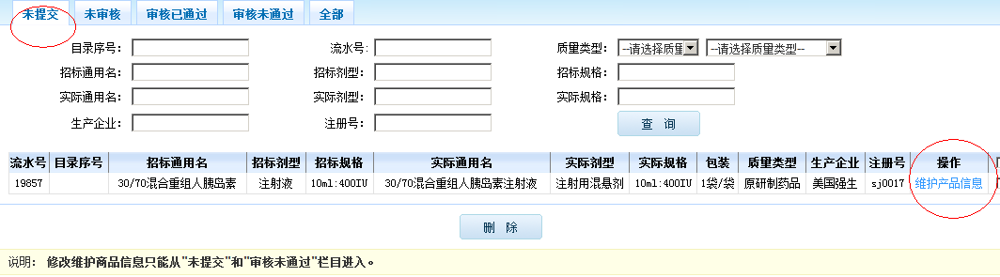 未提交 未审核 审核已通过 审核未通过 全部
目录序号： 流水号: 质量类型： --请选择质量 --请选择质量类型--
招标通用名： 招标剂型： 招标规格：
实际通用名： 实际剂型： 实际规格：
生产企业： 注册号： 查 询
流水号 目录序号 招标通用名 招标剂型 招标规格 实际通用名 实际剂型 实际规格 包装 质量类型 生产企业 注册号 操作
19857 30/70混合重组人胰岛素 注射液 10ml:400IU 30/70混合重组人胰岛素注射液 注射用混悬剂 10ml:400IU 1袋/袋 原研制药品 美国强生 sj0017 维护产品信息
删 除
说明： 修改维护商品信息只能从"未提交"和"审核未通过"栏目进入。